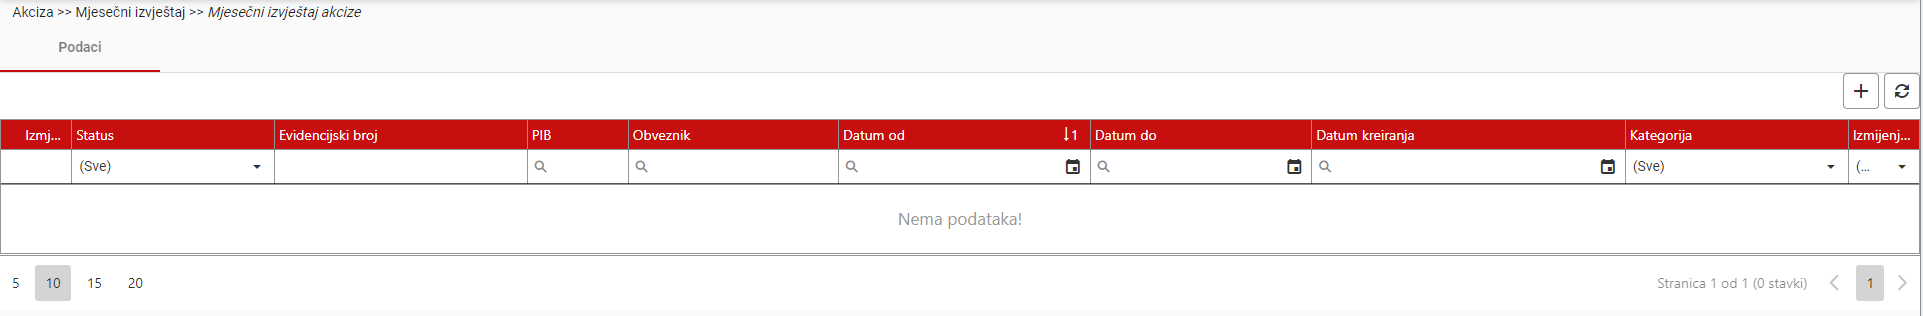 Akciza >> Mjesečni izvještaj >> Mjesečni izvještaj akcize
Podaci
Izmj... Status Evidencijski broj PIB Obveznik Datum od 1 Datum do Datum kreiranja Kategorija Izmijenj...
(Sve) (Sve) (...
Nema podataka!
5 10 15 20 Stranica 1 od 1 (0 stavki) 1